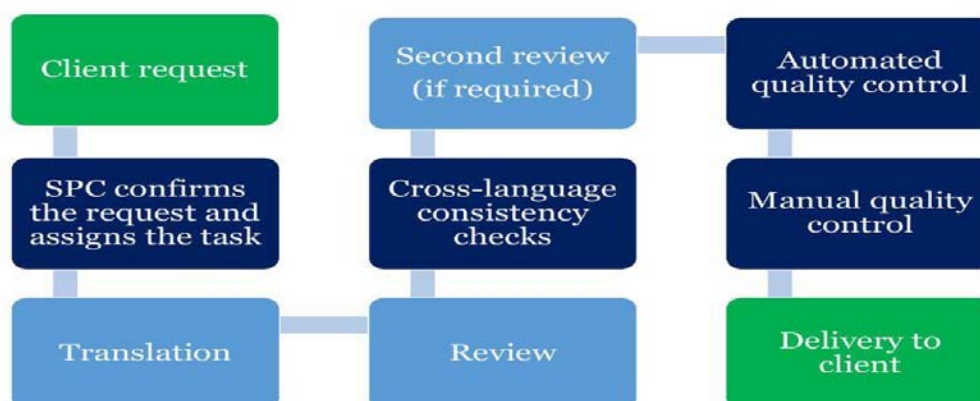 Client request
SPC confirms
the request and
assigns the task
Translation
Review
Cross-language
consistency
checks
Second review
(if required)
Automated
quality control
Manual quality
control
Delivery to
client